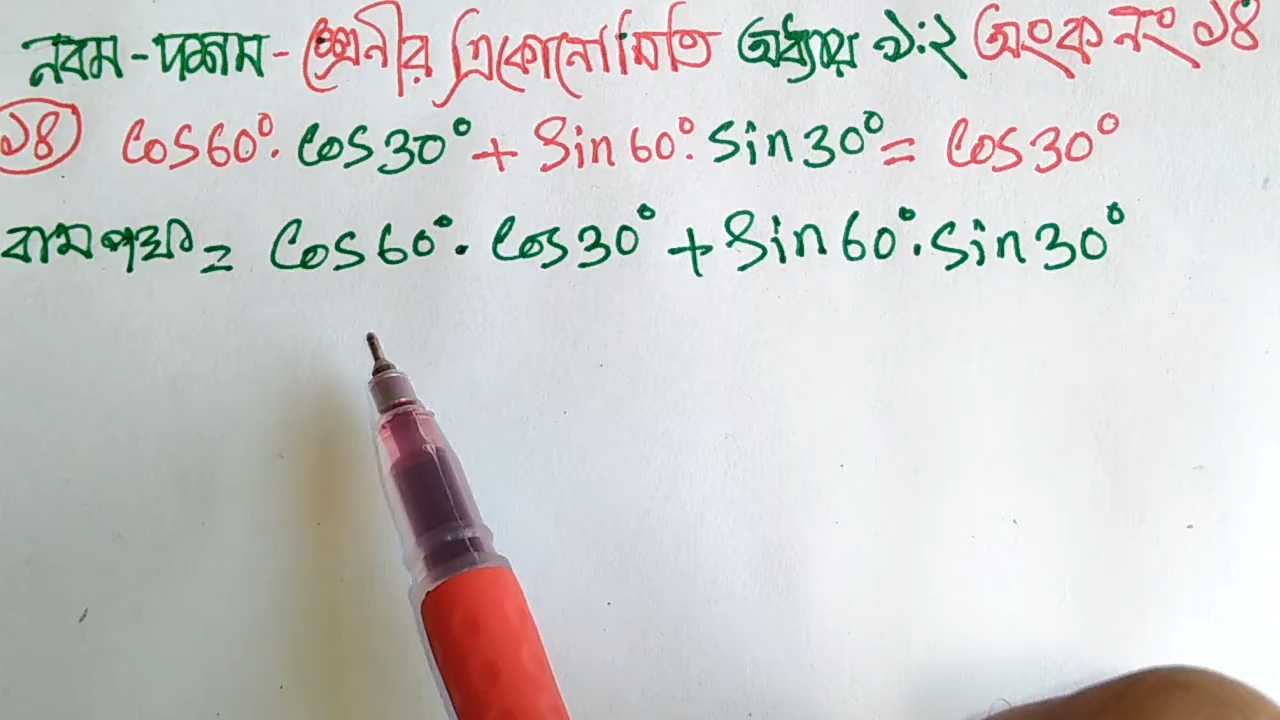 নবম-দশম-শ্রেনীর ত্রিকোনোমিতি অধ্যায় ৯:২ অংক নং ১৪
১৪ cos60°. cos30° + sin60°. sin30° = cos30°
বামপক্ষ = cos60°. cos30° + sin60°. sin30°